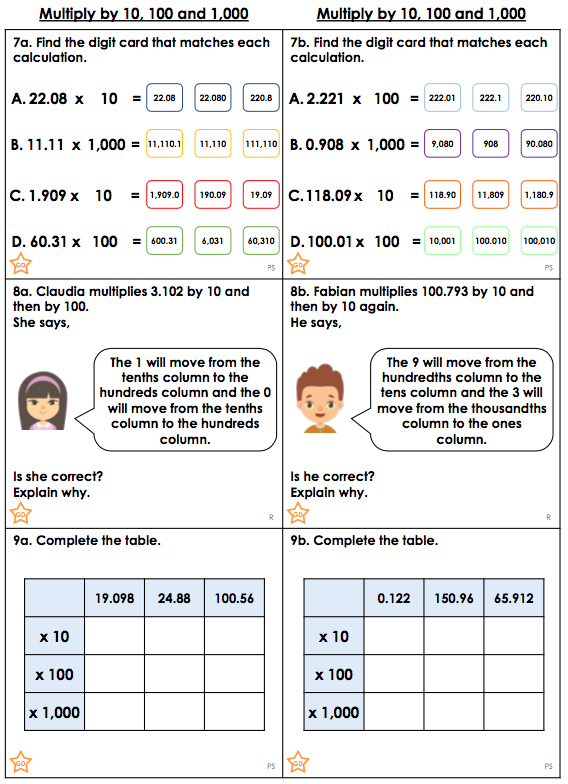 Multiply by 10, 100 and 1,000
Multiply by 10, 100 and 1,000
7a. Find the digit card that matches each
calculation.
A. 22.08 x 10 = 22.08 22.080 220.8
B. 11.11 x 1,000 = 11,110.1 11,110 111,110
C. 1.909 x 10 = 1,909.0 190.09 19.09
D. 60.31 x 100 = 600.31 6,031 60,310
GD
PS
7b. Find the digit card that matches each
calculation.
A. 2.221 x 100 = 222.01 222.1 220.10
B. 0.908 x 1,000 = 9,080 908 90.080
C. 118.09 x 10 = 118.90 11,809 1,180.9
D. 100.01 x 100 = 10,001 100.010 100,010
GD
PS
8a. Claudia multiplies 3.102 by 10 and
then by 100.
She says,
The 1 will move from the
tenths column to the
hundreds column and the 0
will move from the tenths
column to the hundreds
column.
Is she correct?
Explain why.
GD
R
8b. Fabian multiplies 100.793 by 10 and
then by 10 again.
He says,
The 9 will move from the
hundredths column to the
tens column and the 3 will
move from the thousandths
column to the ones
column.
Is he correct?
Explain why.
GD
R
9a. Complete the table.
19.098 24.88 100.56
x 10
x 100
x 1,000
GD
PS
9b. Complete the table.
0.122 150.96 65.912
x 10
x 100
x 1,000
GD
PS